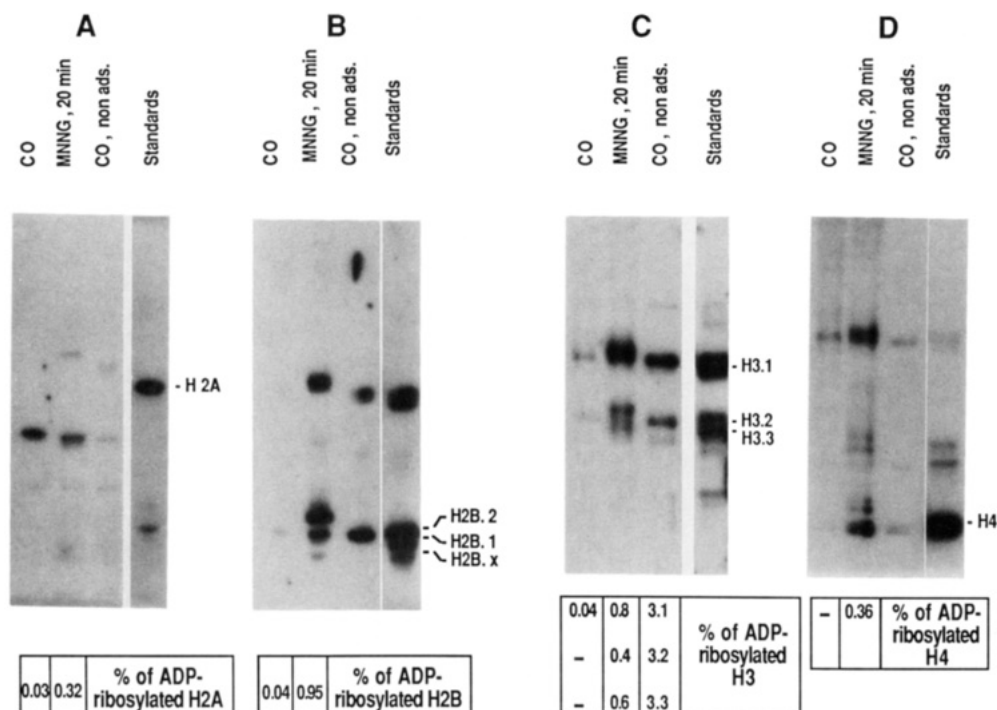 A
CO
MNNG, 20 min
CO, non ads.
Standards
- H 2A
0.03 0.32 % of ADP-
ribosylated H2A
B
CO
MNNG, 20 min
CO, non ads.
Standards
H2B. 2
H2B. 1
H2B. x
0.04 0.95 % of ADP-
ribosylated H2B
C
CO
MNNG, 20 min
CO, non ads.
Standards
-H3.1
H3.2
H3.3
0.04 0.8 3.1
- 0.4 3.2
- 0.6 3.3
% of ADP-
ribosylated
H3
D
CO
MNNG, 20 min
CO, non ads.
Standards
- H4
- 0.36 % of ADP-
ribosylated
H4